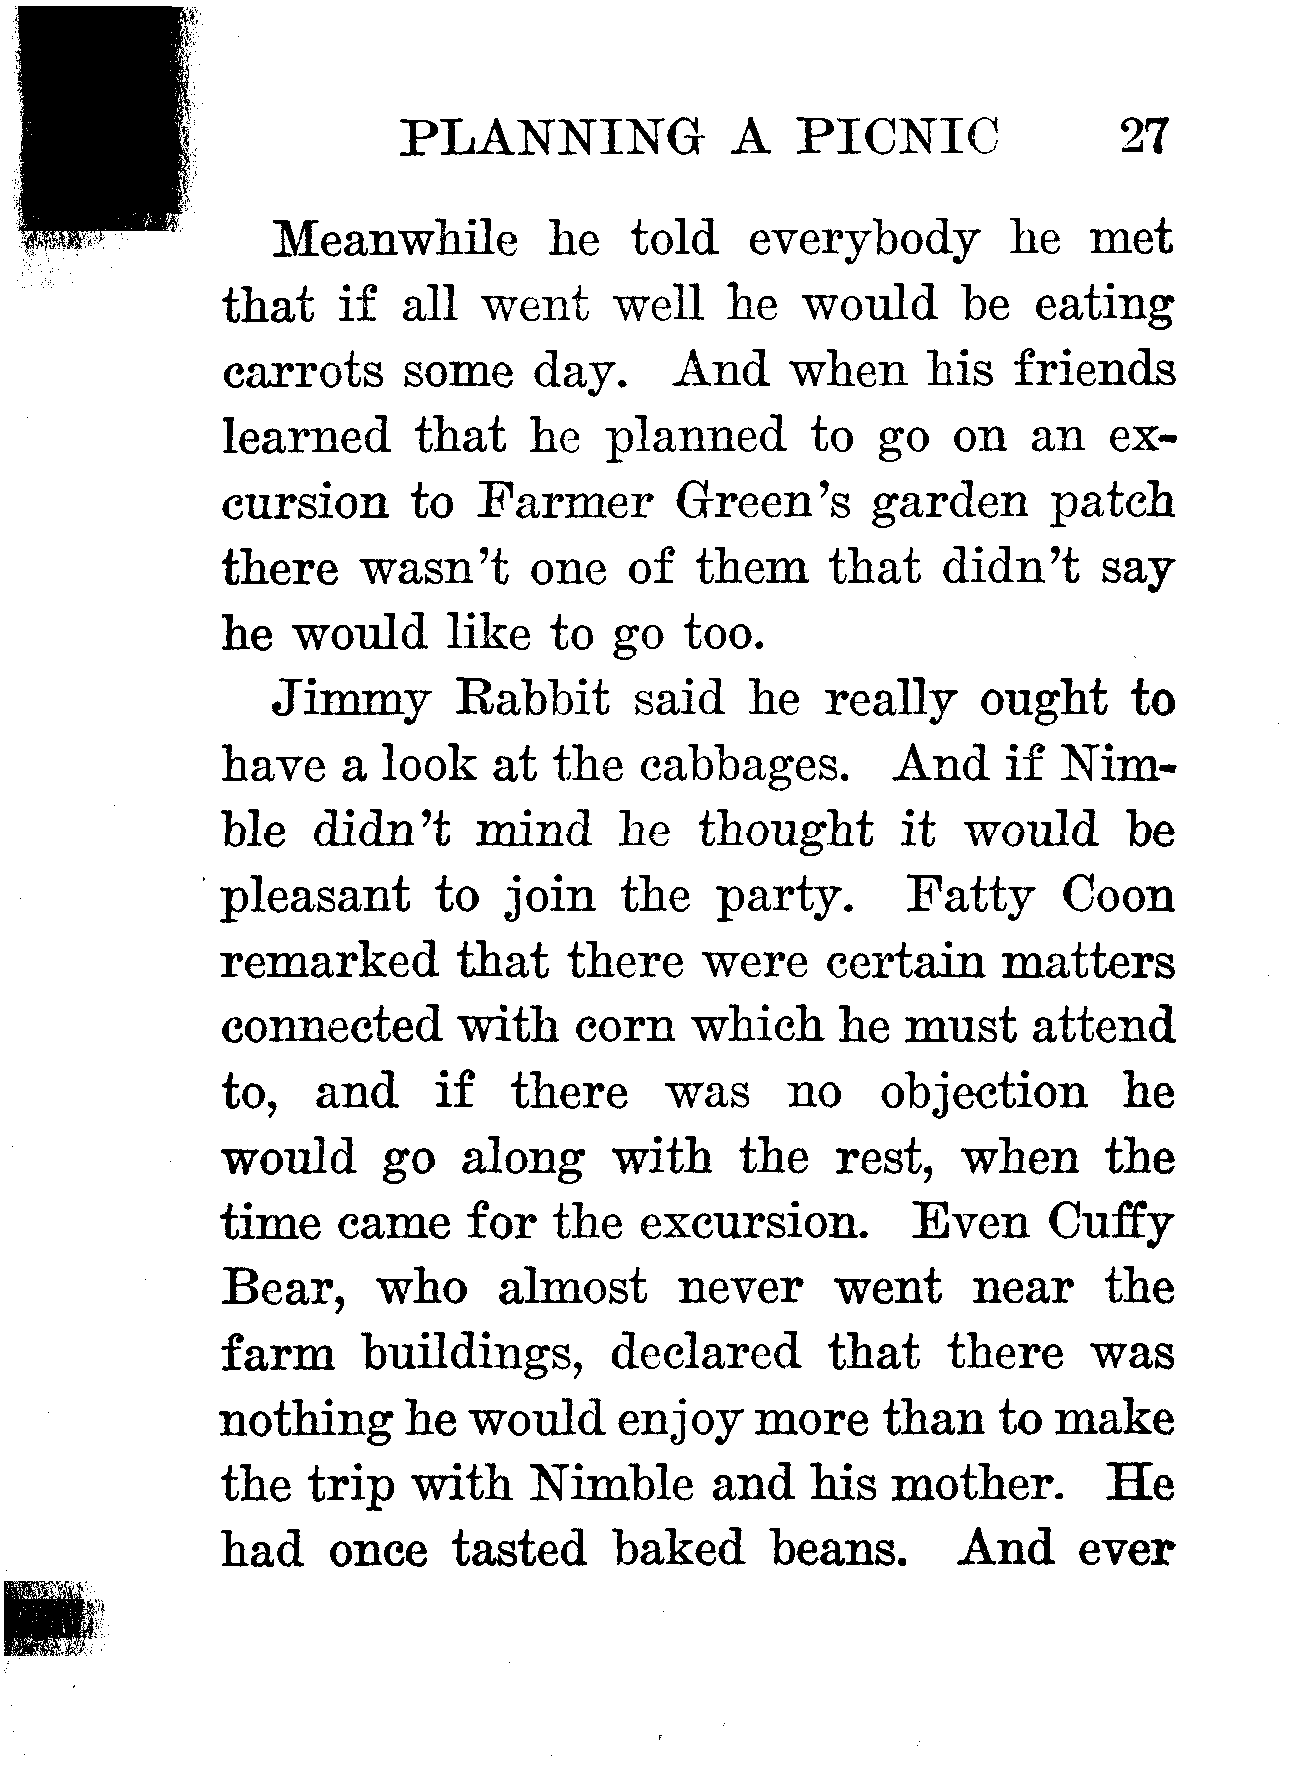 PLANNING A PICNIC 27
Meanwhile he told everybody he met
that if all went well he would be eating
carrots some day. And when his friends
learned that he planned to go on an ex-
cursion to Farmer Green's garden patch
there wasn't one of them that didn't say
he would like to go too.
Jimmy Rabbit said he really ought to
have a look at the cabbages. And if Nim-
ble didn't mind he thought it would be
pleasant to join the party. Fatty Coon
remarked that there were certain matters
connected with corn which he must attend
to, and if there was no objection he
would go along with the rest, when the
time came for the excursion. Even Cuffy
Bear, who almost never went near the
farm buildings, declared that there was
nothing he would enjoy more than to make
the trip with Nimble and his mother. He
had once tasted baked beans. And ever